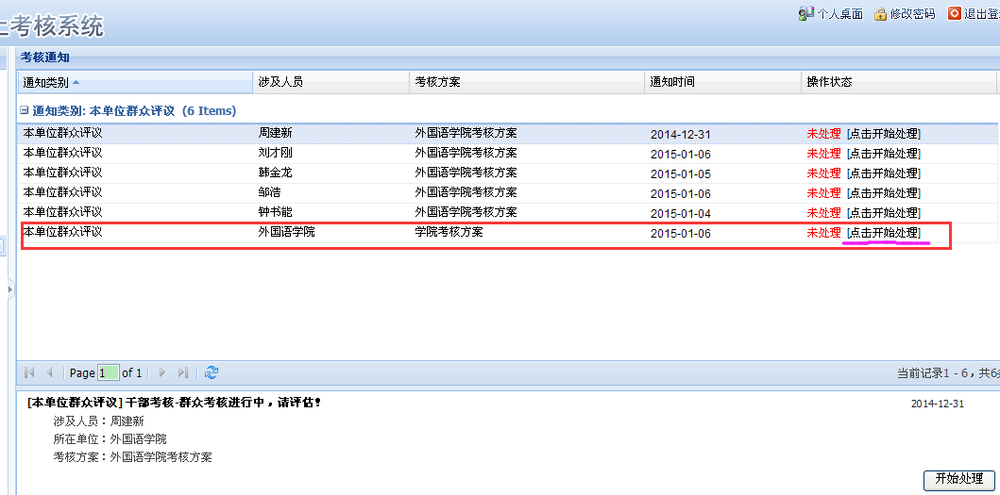 上考核系统
个人桌面 修改密码 退出登
考核通知
通知类别 涉及人员 考核方案 通知时间 操作状态
通知类别: 本单位群众评议 (6 Items)
本单位群众评议 周建新 外国语学院考核方案 2014-12-31 未处理 [点击开始处理]
本单位群众评议 刘才刚 外国语学院考核方案 2015-01-06 未处理 [点击开始处理]
本单位群众评议 韩金龙 外国语学院考核方案 2015-01-05 未处理 [点击开始处理]
本单位群众评议 邹浩 外国语学院考核方案 2015-01-06 未处理 [点击开始处理]
本单位群众评议 钟书能 外国语学院考核方案 2015-01-04 未处理 [点击开始处理]
本单位群众评议 外国语学院 学院考核方案 2015-01-06 未处理 [点击开始处理]
Page 1 of 1 当前记录1 - 6，共6条
[本单位群众评议] 干部考核-群众考核进行中，请评估! 2014-12-31
涉及人员：周建新
所在单位：外国语学院
考核方案：外国语学院考核方案
开始处理